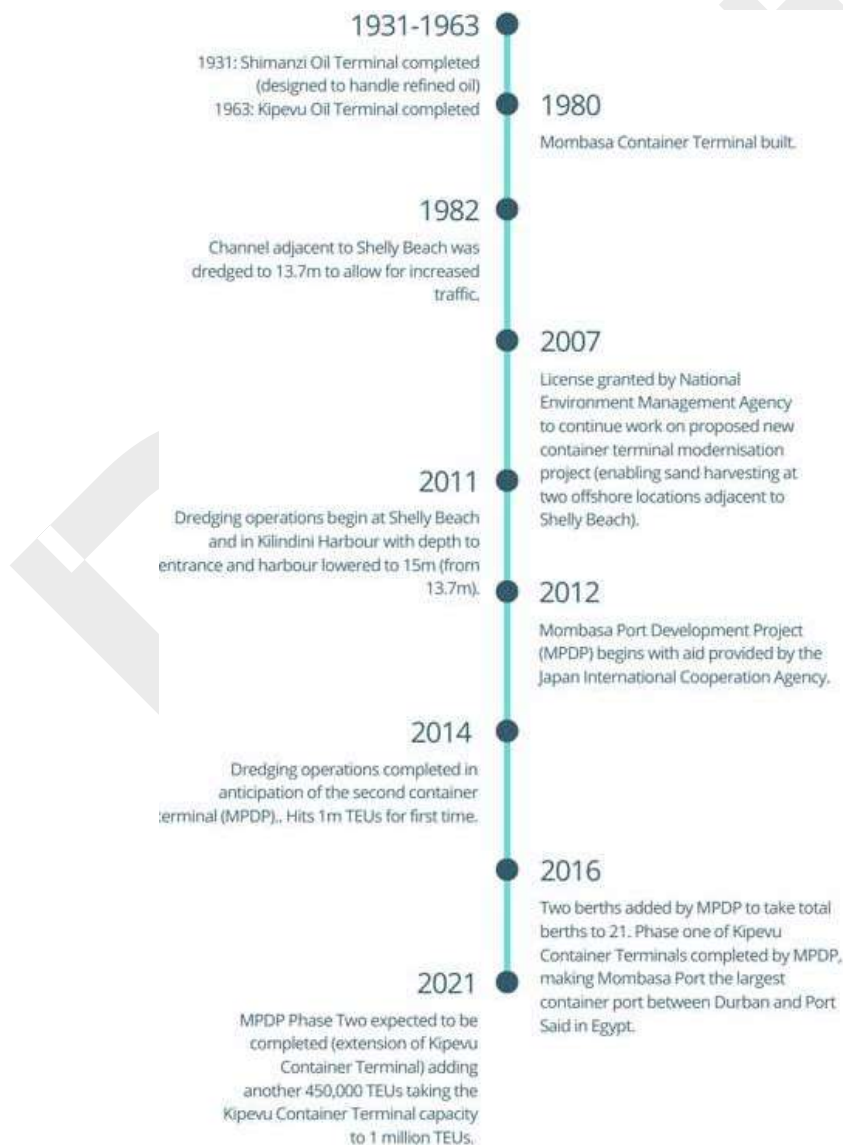 1931-1963
1931: Shimanzi Oil Terminal completed
(designed to handle refined oil)
1963: Kipevu Oil Terminal completed
1980
Mombasa Container Terminal built.
1982
Channel adjacent to Shelly Beach was
dredged to 13.7m to allow for increased
traffic.
2007
License granted by National
Environment Management Agency
to continue work on proposed new
container terminal modernisation
project (enabling sand harvesting at
two offshore locations adjacent to
Shelly Beach).
2011
Dredging operations begin at Shelly Beach
and in Kilindini Harbour with depth to
entrance and harbour lowered to 15m (from
13.7m).
2012
Mombasa Port Development Project
(MPDP) begins with aid provided by the
Japan International Cooperation Agency.
2014
Dredging operations completed in
anticipation of the second container
erminal (MPDP).. Hits 1m TEUs for first time.
2016
Two berths added by MPDP to take total
berths to 21. Phase one of Kipevu
Container Terminals completed by MPDP,
making Mombasa Port the largest
container port between Durban and Port
Said in Egypt.
2021
MPDP Phase Two expected to be
completed (extension of Kipevu
Container Terminal) adding
another 450,000 TEUs taking the
Kipevu Container Terminal capacity
to 1 million TEUs.